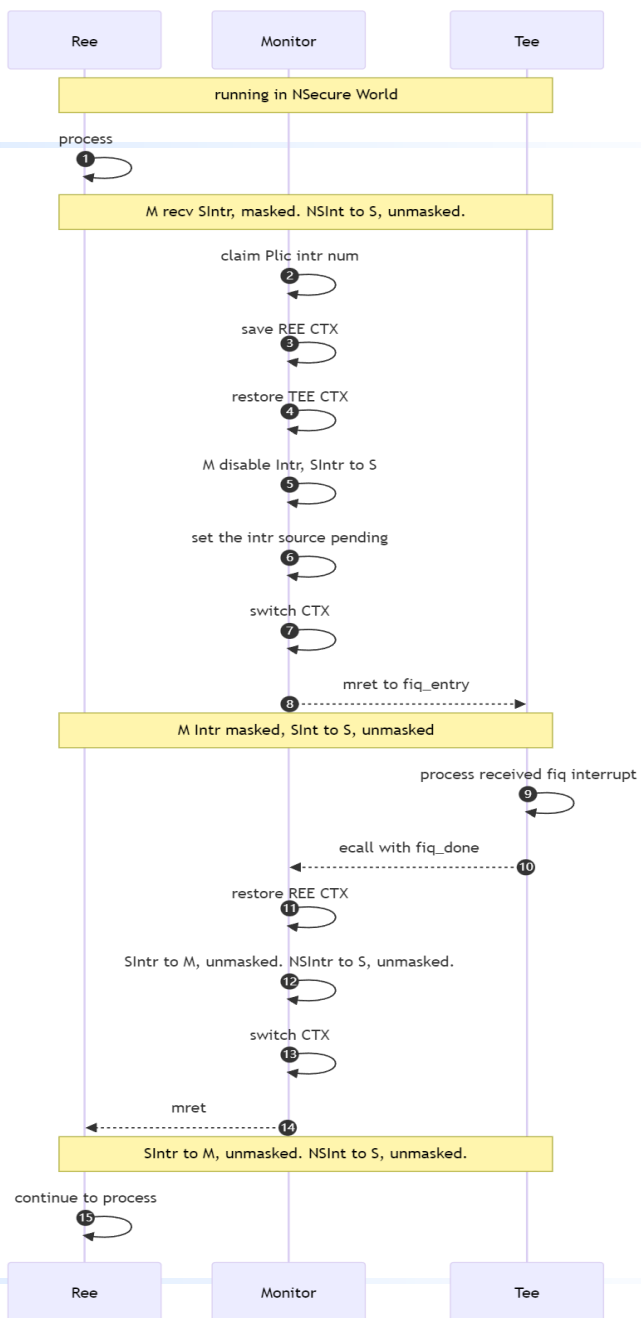 Ree
Monitor
Tee
running in NSecure World
process
1
M recv SIntr, masked. NSInt to S, unmasked.
claim Plic intr num
2
save REE CTX
3
restore TEE CTX
4
M disable Intr, SIntr to S
5
set the intr source pending
6
switch CTX
7
mret to fiq_entry
8
M Intr masked, SInt to S, unmasked
process received fiq interrupt
9
ecall with fiq_done
10
restore REE CTX
11
SIntr to M, unmasked. NSIntr to S, unmasked.
12
switch CTX
13
mret
14
SIntr to M, unmasked. NSInt to S, unmasked.
continue to process
15
Ree
Monitor
Tee